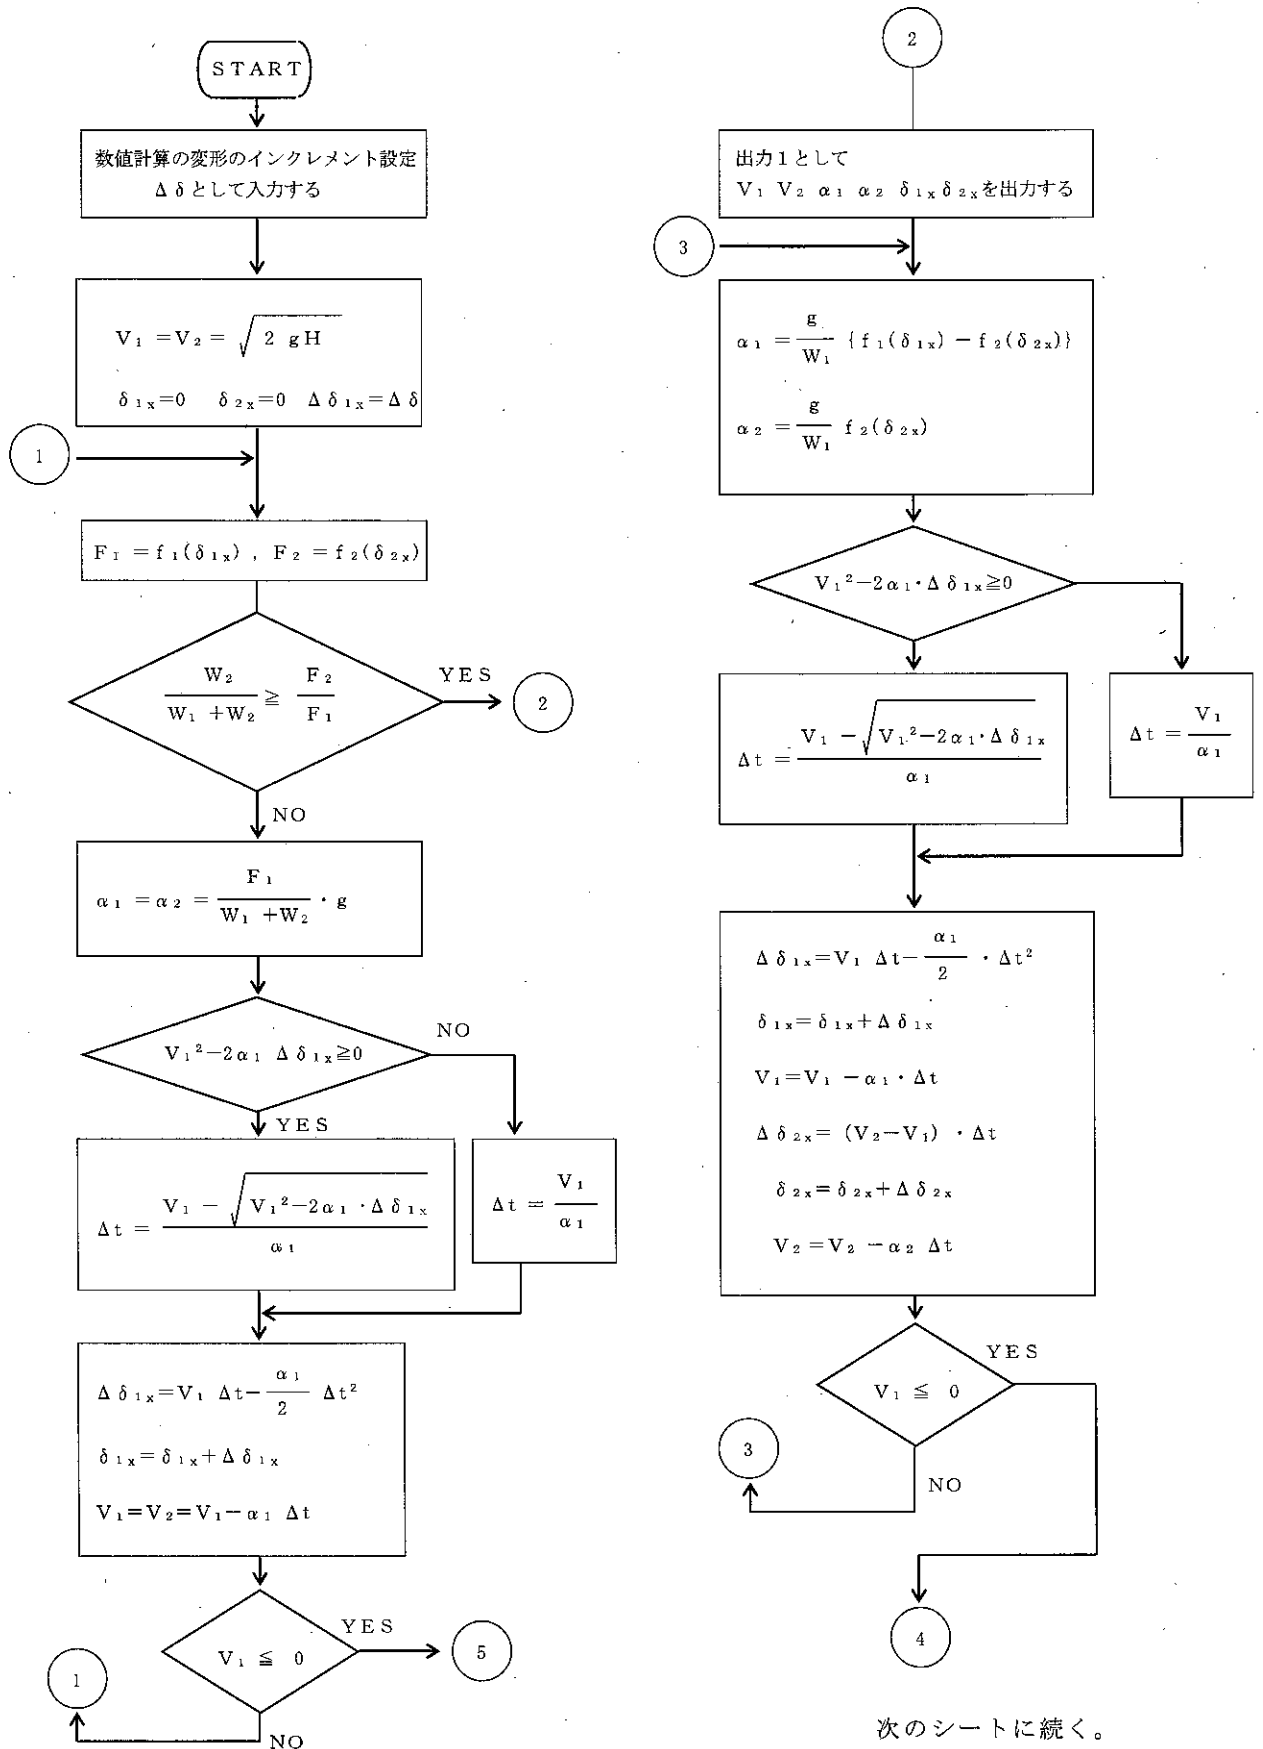 START
数値計算の変形のインクレメント設定
Δδとして入力する
V₁=V₂=√(2gH)
δ₁ₓ=0 δ₂ₓ=0 Δδ₁ₓ=Δδ
1
F₁=f₁(δ₁ₓ), F₂=f₂(δ₂ₓ)
W₂/(W₁+W₂)≧F₂/F₁
YES
2
NO
α₁=α₂=F₁/(W₁+W₂)・g
V₁²−2α₁ Δδ₁ₓ≧0
NO
YES
Δt=(V₁−√(V₁²−2α₁・Δδ₁ₓ))/α₁
Δt=V₁/α₁
Δδ₁ₓ=V₁ Δt−α₁/2 Δt²
δ₁ₓ=δ₁ₓ+Δδ₁ₓ
V₁=V₂=V₁−α₁ Δt
V₁≦0
YES
5
1
NO
2
出力1として
V₁ V₂ α₁ α₂ δ₁ₓ δ₂ₓを出力する
3
α₁=g/W₁{f₁(δ₁ₓ)−f₂(δ₂ₓ)}
α₂=g/W₁ f₂(δ₂ₓ)
V₁²−2α₁・Δδ₁ₓ≧0
Δt=(V₁−√(V₁²−2α₁・Δδ₁ₓ))/α₁
Δt=V₁/α₁
Δδ₁ₓ=V₁ Δt−α₁/2・Δt²
δ₁ₓ=δ₁ₓ+Δδ₁ₓ
V₁=V₁−α₁・Δt
Δδ₂ₓ=(V₂−V₁)・Δt
δ₂ₓ=δ₂ₓ+Δδ₂ₓ
V₂=V₂−α₂ Δt
V₁≦0
YES
3
NO
4
次のシートに続く。